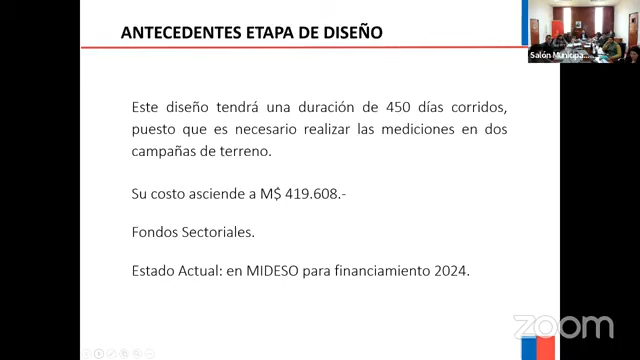 ANTECEDENTES ETAPA DE DISEÑO
Salón Municipa...
Este diseño tendrá una duración de 450 días corridos,
puesto que es necesario realizar las mediciones en dos
campañas de terreno.
Su costo asciende a M$ 419.608.-
Fondos Sectoriales.
Estado Actual: en MIDESO para financiamiento 2024.
zoom